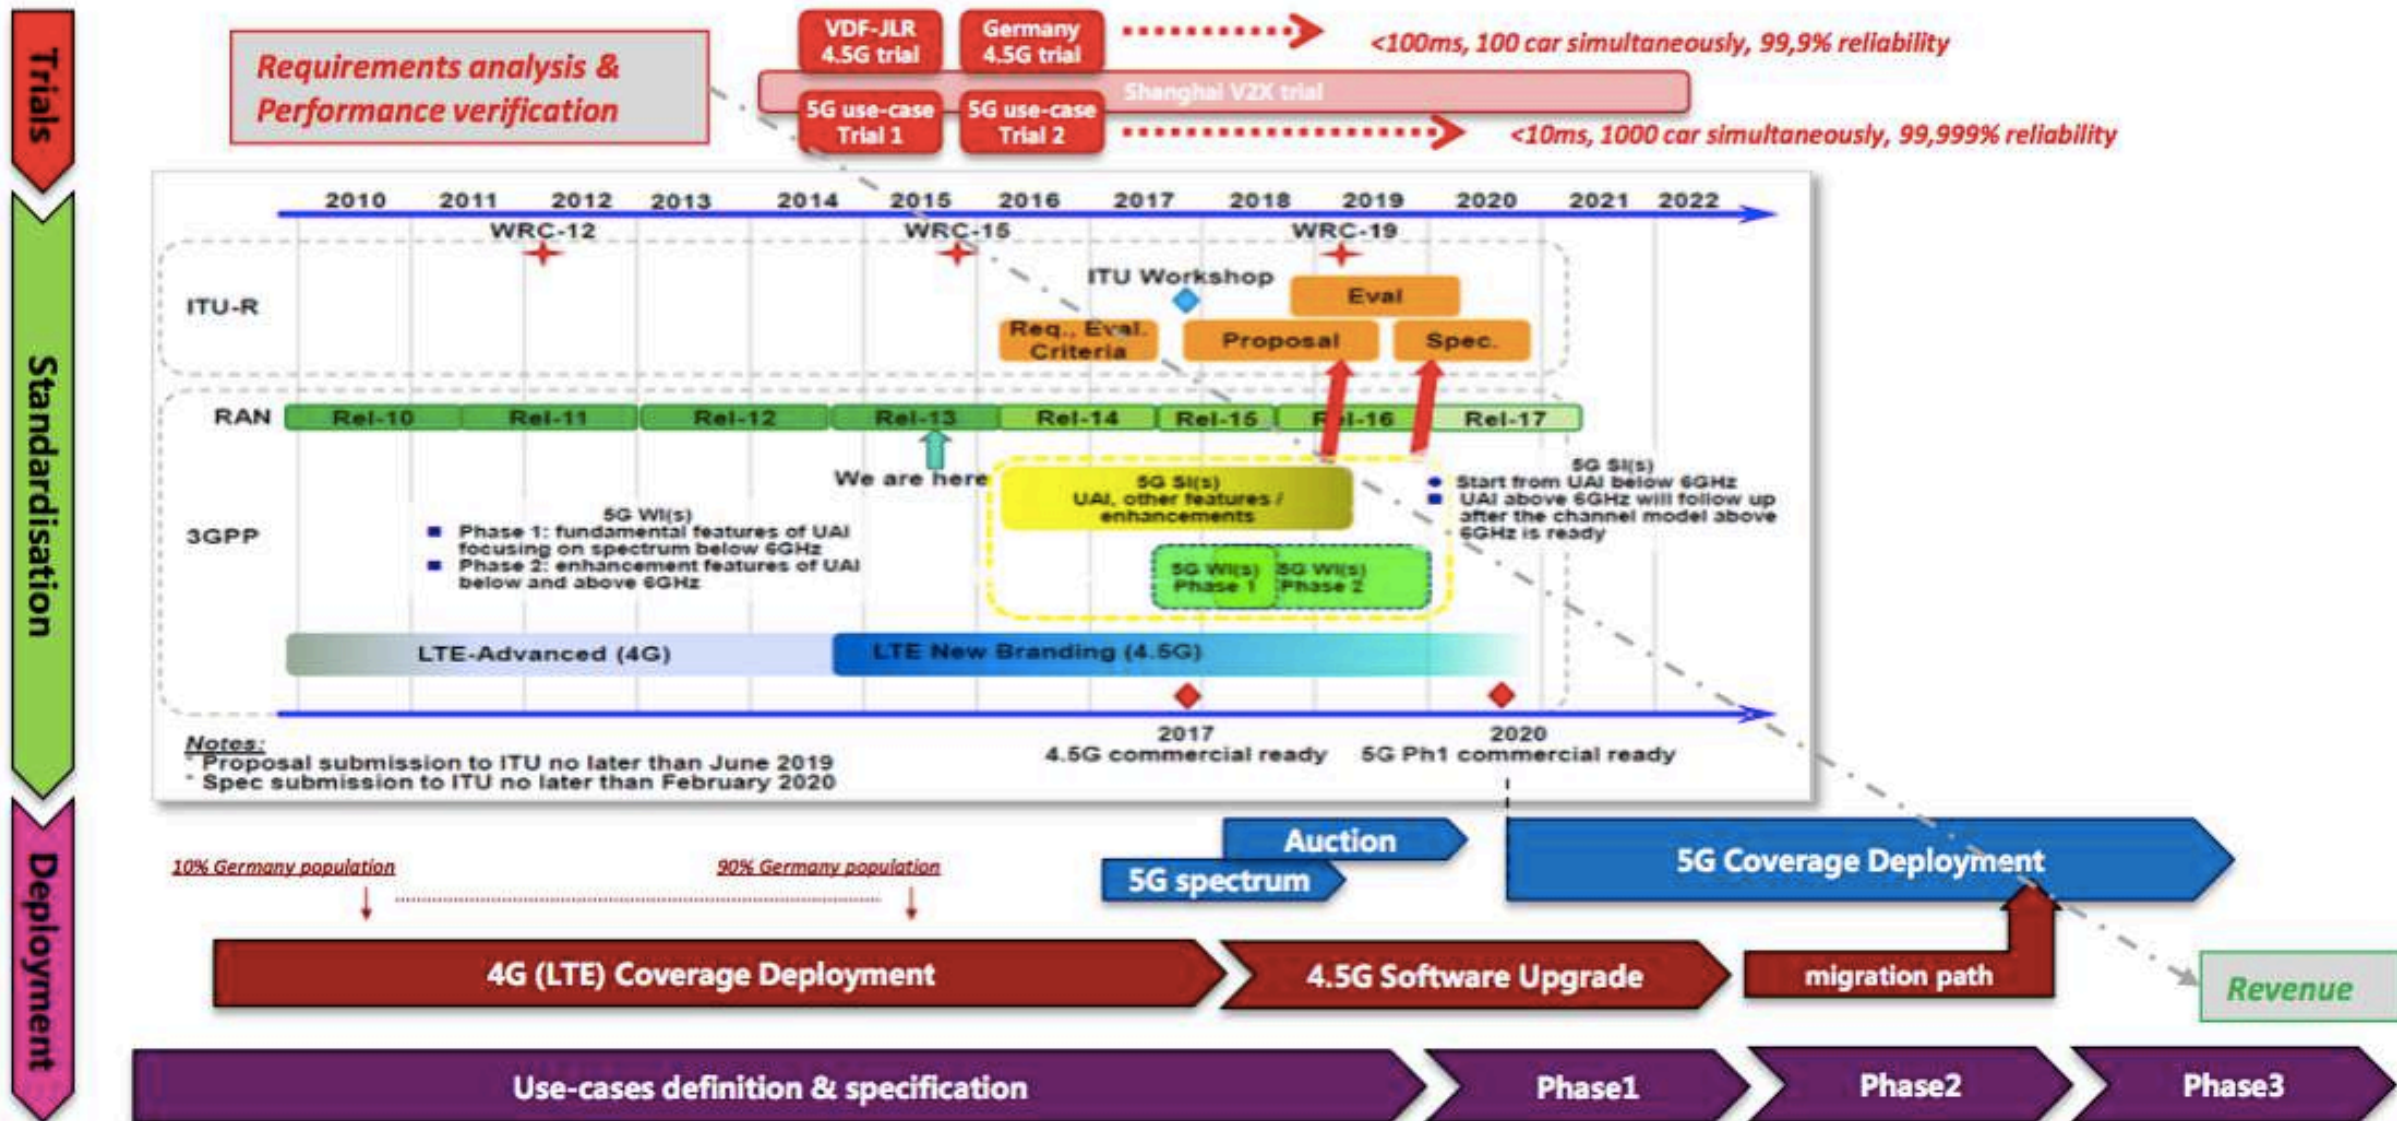 Trials
Requirements analysis &
Performance verification
VDF-JLR
4.5G trial
Germany
4.5G trial
<100ms, 100 car simultaneously, 99,9% reliability
Shanghai V2X trial
5G use-case
Trial 1
5G use-case
Trial 2
<10ms, 1000 car simultaneously, 99,999% reliability
Standardisation
2010 2011 2012 2013 2014 2015 2016 2017 2018 2019 2020 2021 2022
WRC-12 WRC-15 WRC-19
ITU-R
ITU Workshop
Eval
Req., Eval.
Criteria
Proposal
Spec.
RAN
Rel-10 Rel-11 Rel-12 Rel-13 Rel-14 Rel-15 Rel-16 Rel-17
We are here
3GPP
5G WI(s)
Phase 1: fundamental features of UAI
focusing on spectrum below 6GHz
Phase 2: enhancement features of UAI
below and above 6GHz
5G SI(s)
UAI, other features /
enhancements
5G WI(s)
Phase 1
5G WI(s)
Phase 2
5G SI(s)
Start from UAI below 6GHz
UAI above 6GHz will follow up
after the channel model above
6GHz is ready
LTE-Advanced (4G)
LTE New Branding (4.5G)
2017
4.5G commercial ready
2020
5G Ph1 commercial ready
Notes:
* Proposal submission to ITU no later than June 2019
* Spec submission to ITU no later than February 2020
Deployment
10% Germany population
90% Germany population
Auction
5G spectrum
5G Coverage Deployment
4G (LTE) Coverage Deployment
4.5G Software Upgrade
migration path
Revenue
Use-cases definition & specification
Phase1
Phase2
Phase3